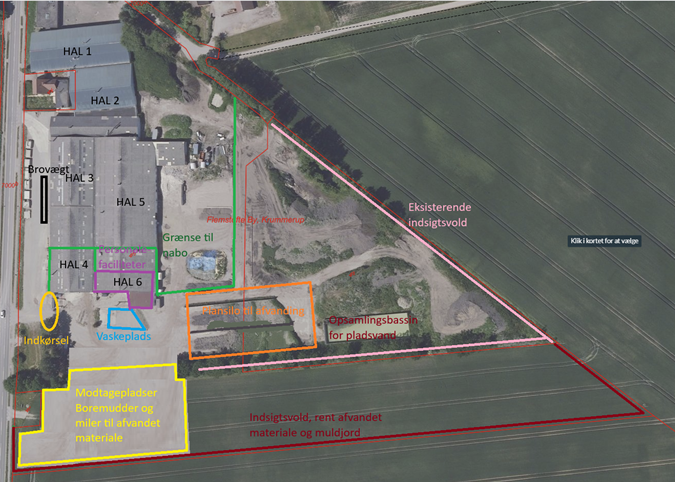 HAL 1
HAL 2
Brovægt
HAL 3
HAL 5
Eksisterende
indsigtsvold
Klik i kortet for at vælge
Grænse til
nabo
faciliteter
HAL 4
HAL 6
Indkørsel
Vaskeplads
Plansilo til afvanding
Opsamlingsbassin
for pladsvand
Modtagepladser
Boremudder og
miler til afvandet
materiale
Indsigtsvold, rent afvandet
materiale og muldjord